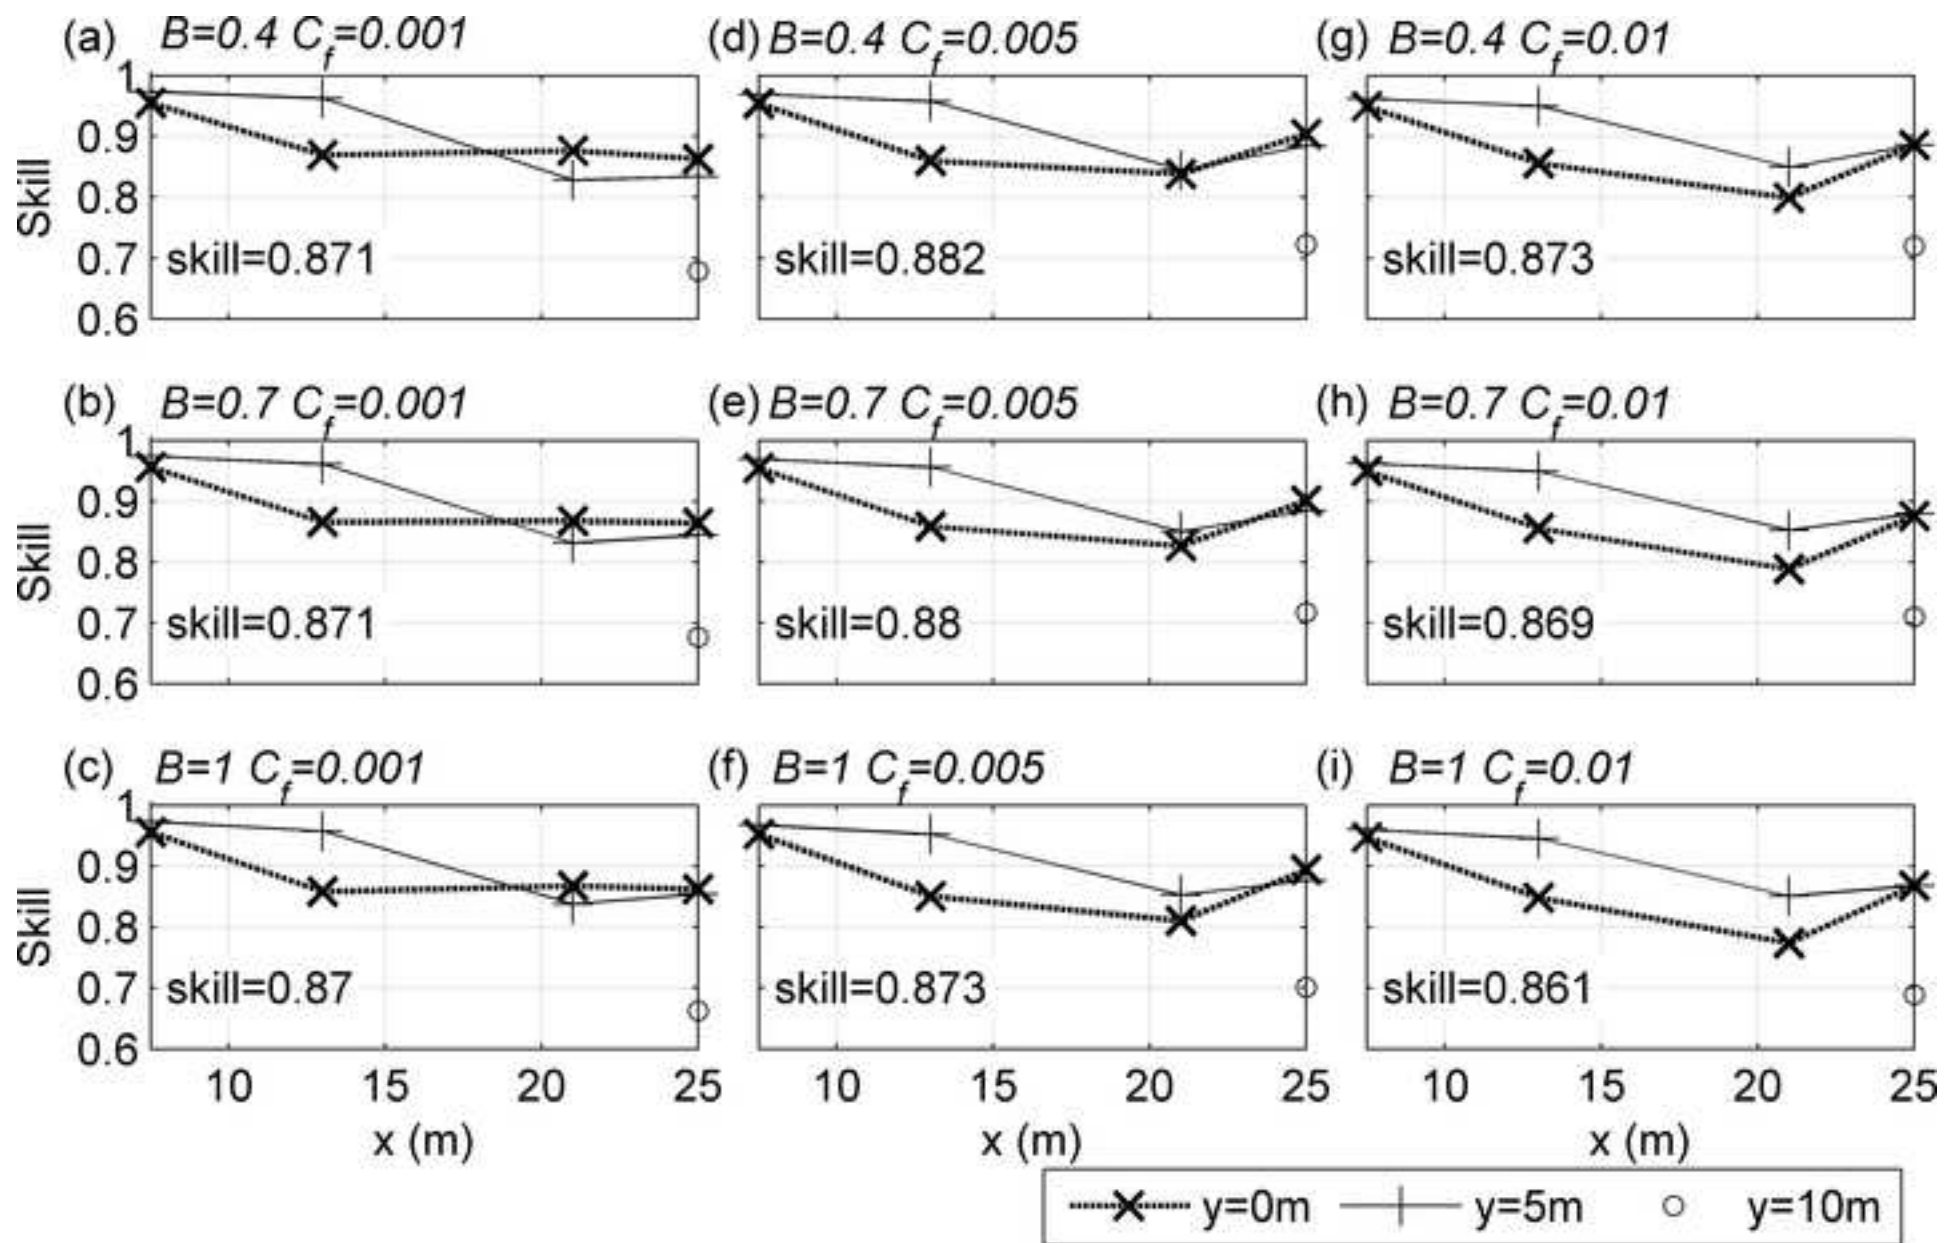 (a) B=0.4 C_f=0.001 (d) B=0.4 C_f=0.005 (g) B=0.4 C_f=0.01
1
0.9
0.8
0.7
0.6
Skill
skill=0.871 skill=0.882 skill=0.873
(b) B=0.7 C_f=0.001 (e) B=0.7 C_f=0.005 (h) B=0.7 C_f=0.01
1
0.9
0.8
0.7
0.6
Skill
skill=0.871 skill=0.88 skill=0.869
(c) B=1 C_f=0.001 (f) B=1 C_f=0.005 (i) B=1 C_f=0.01
1
0.9
0.8
0.7
0.6
Skill
skill=0.87 skill=0.873 skill=0.861
10 15 20 25 10 15 20 25 10 15 20 25
x (m) x (m) x (m)
y=0m y=5m y=10m